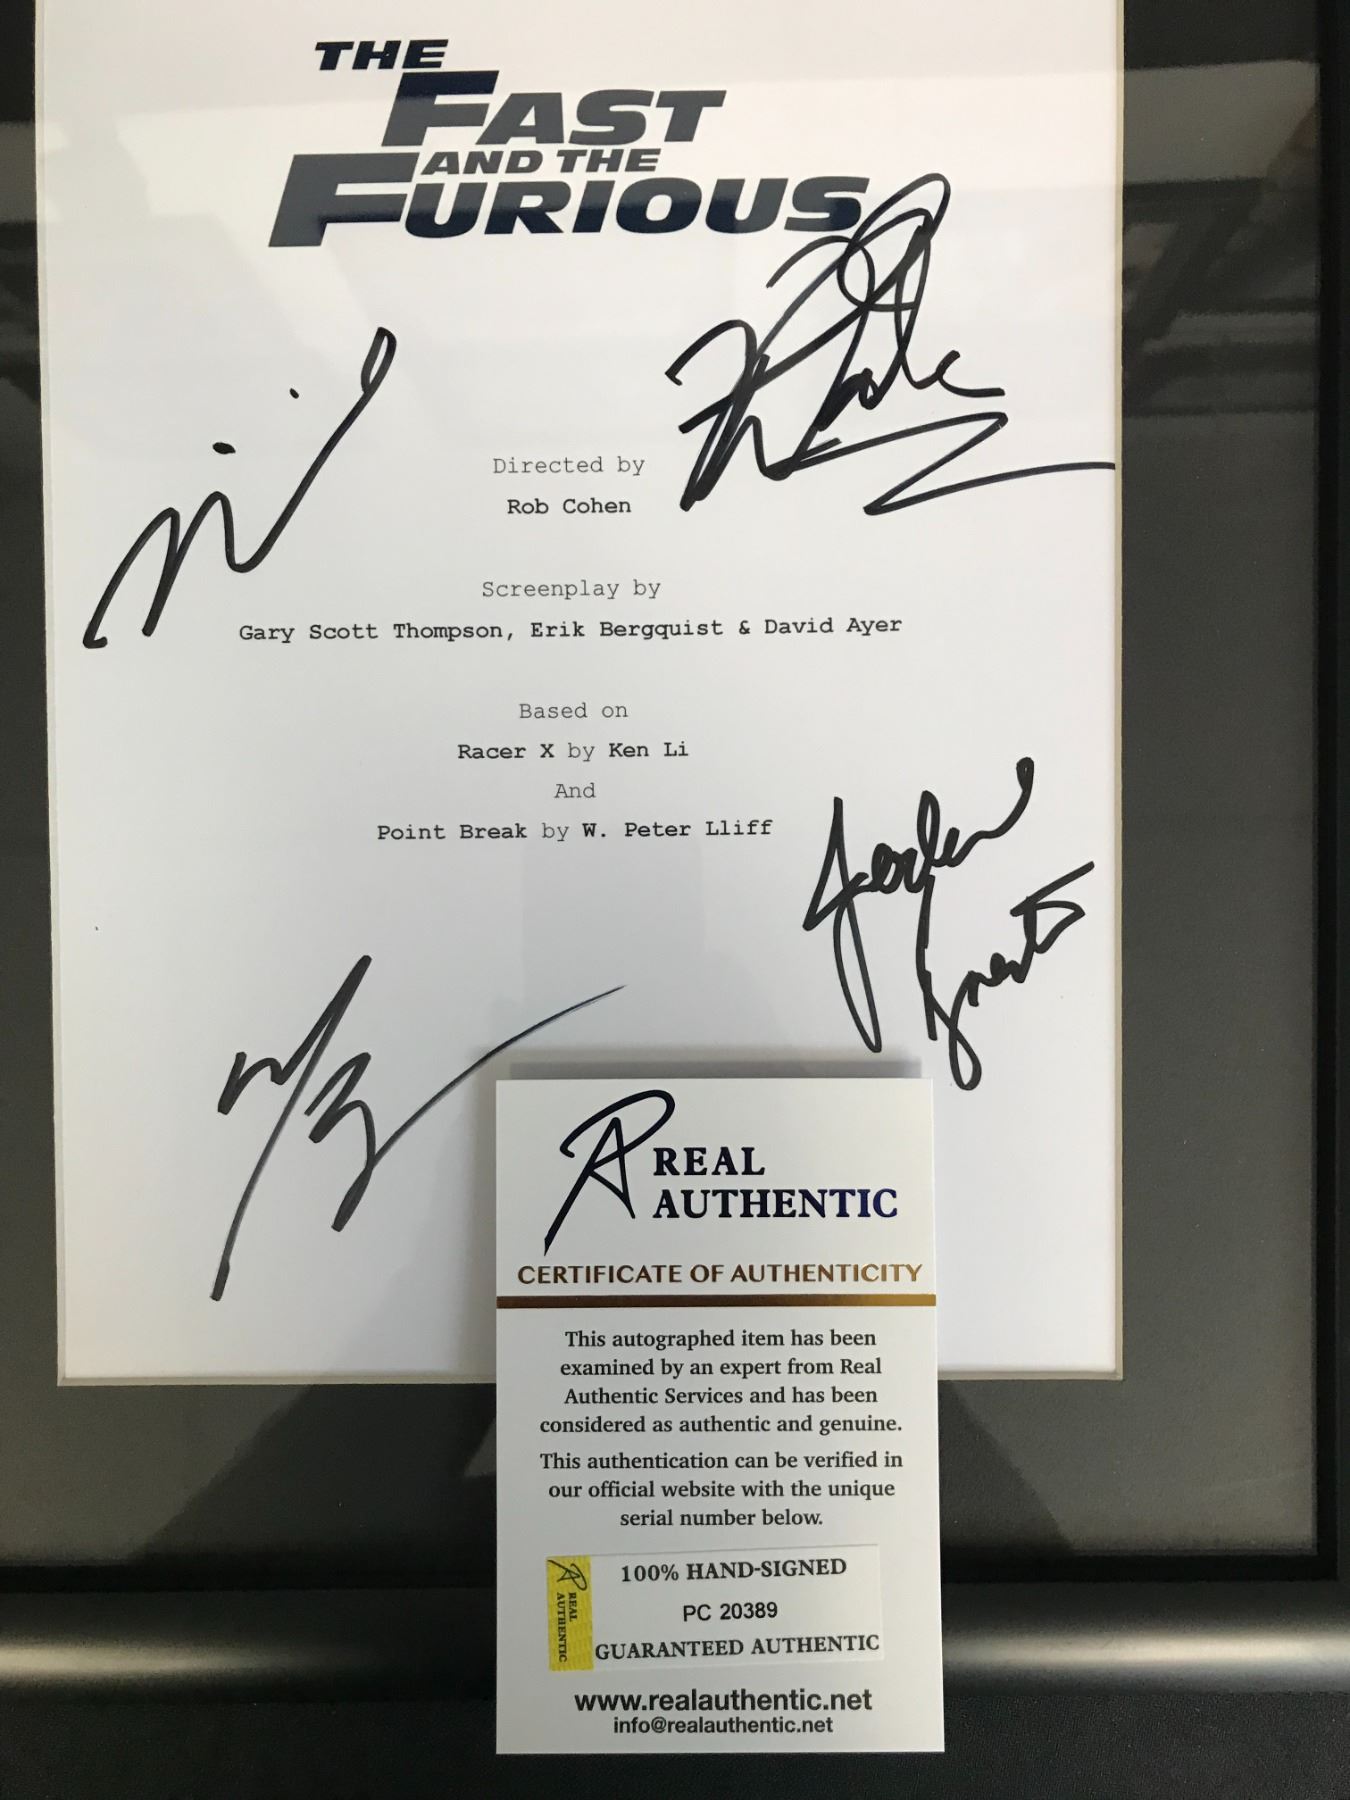 THE
FAST
AND THE
FURIOUS
Directed by
Rob Cohen
Screenplay by
Gary Scott Thompson, Erik Bergquist & David Ayer
Based on
Racer X by Ken Li
And
Point Break by W. Peter Lliff
Jordana
Brewster
REAL
AUTHENTIC
CERTIFICATE OF AUTHENTICITY
This autographed item has been
examined by an expert from Real
Authentic Services and has been
considered as authentic and genuine.
This authentication can be verified in
our official website with the unique
serial number below.
REAL
AUTHENTIC
100% HAND-SIGNED
PC 20389
GUARANTEED AUTHENTIC
www.realauthentic.net
info@realauthentic.net